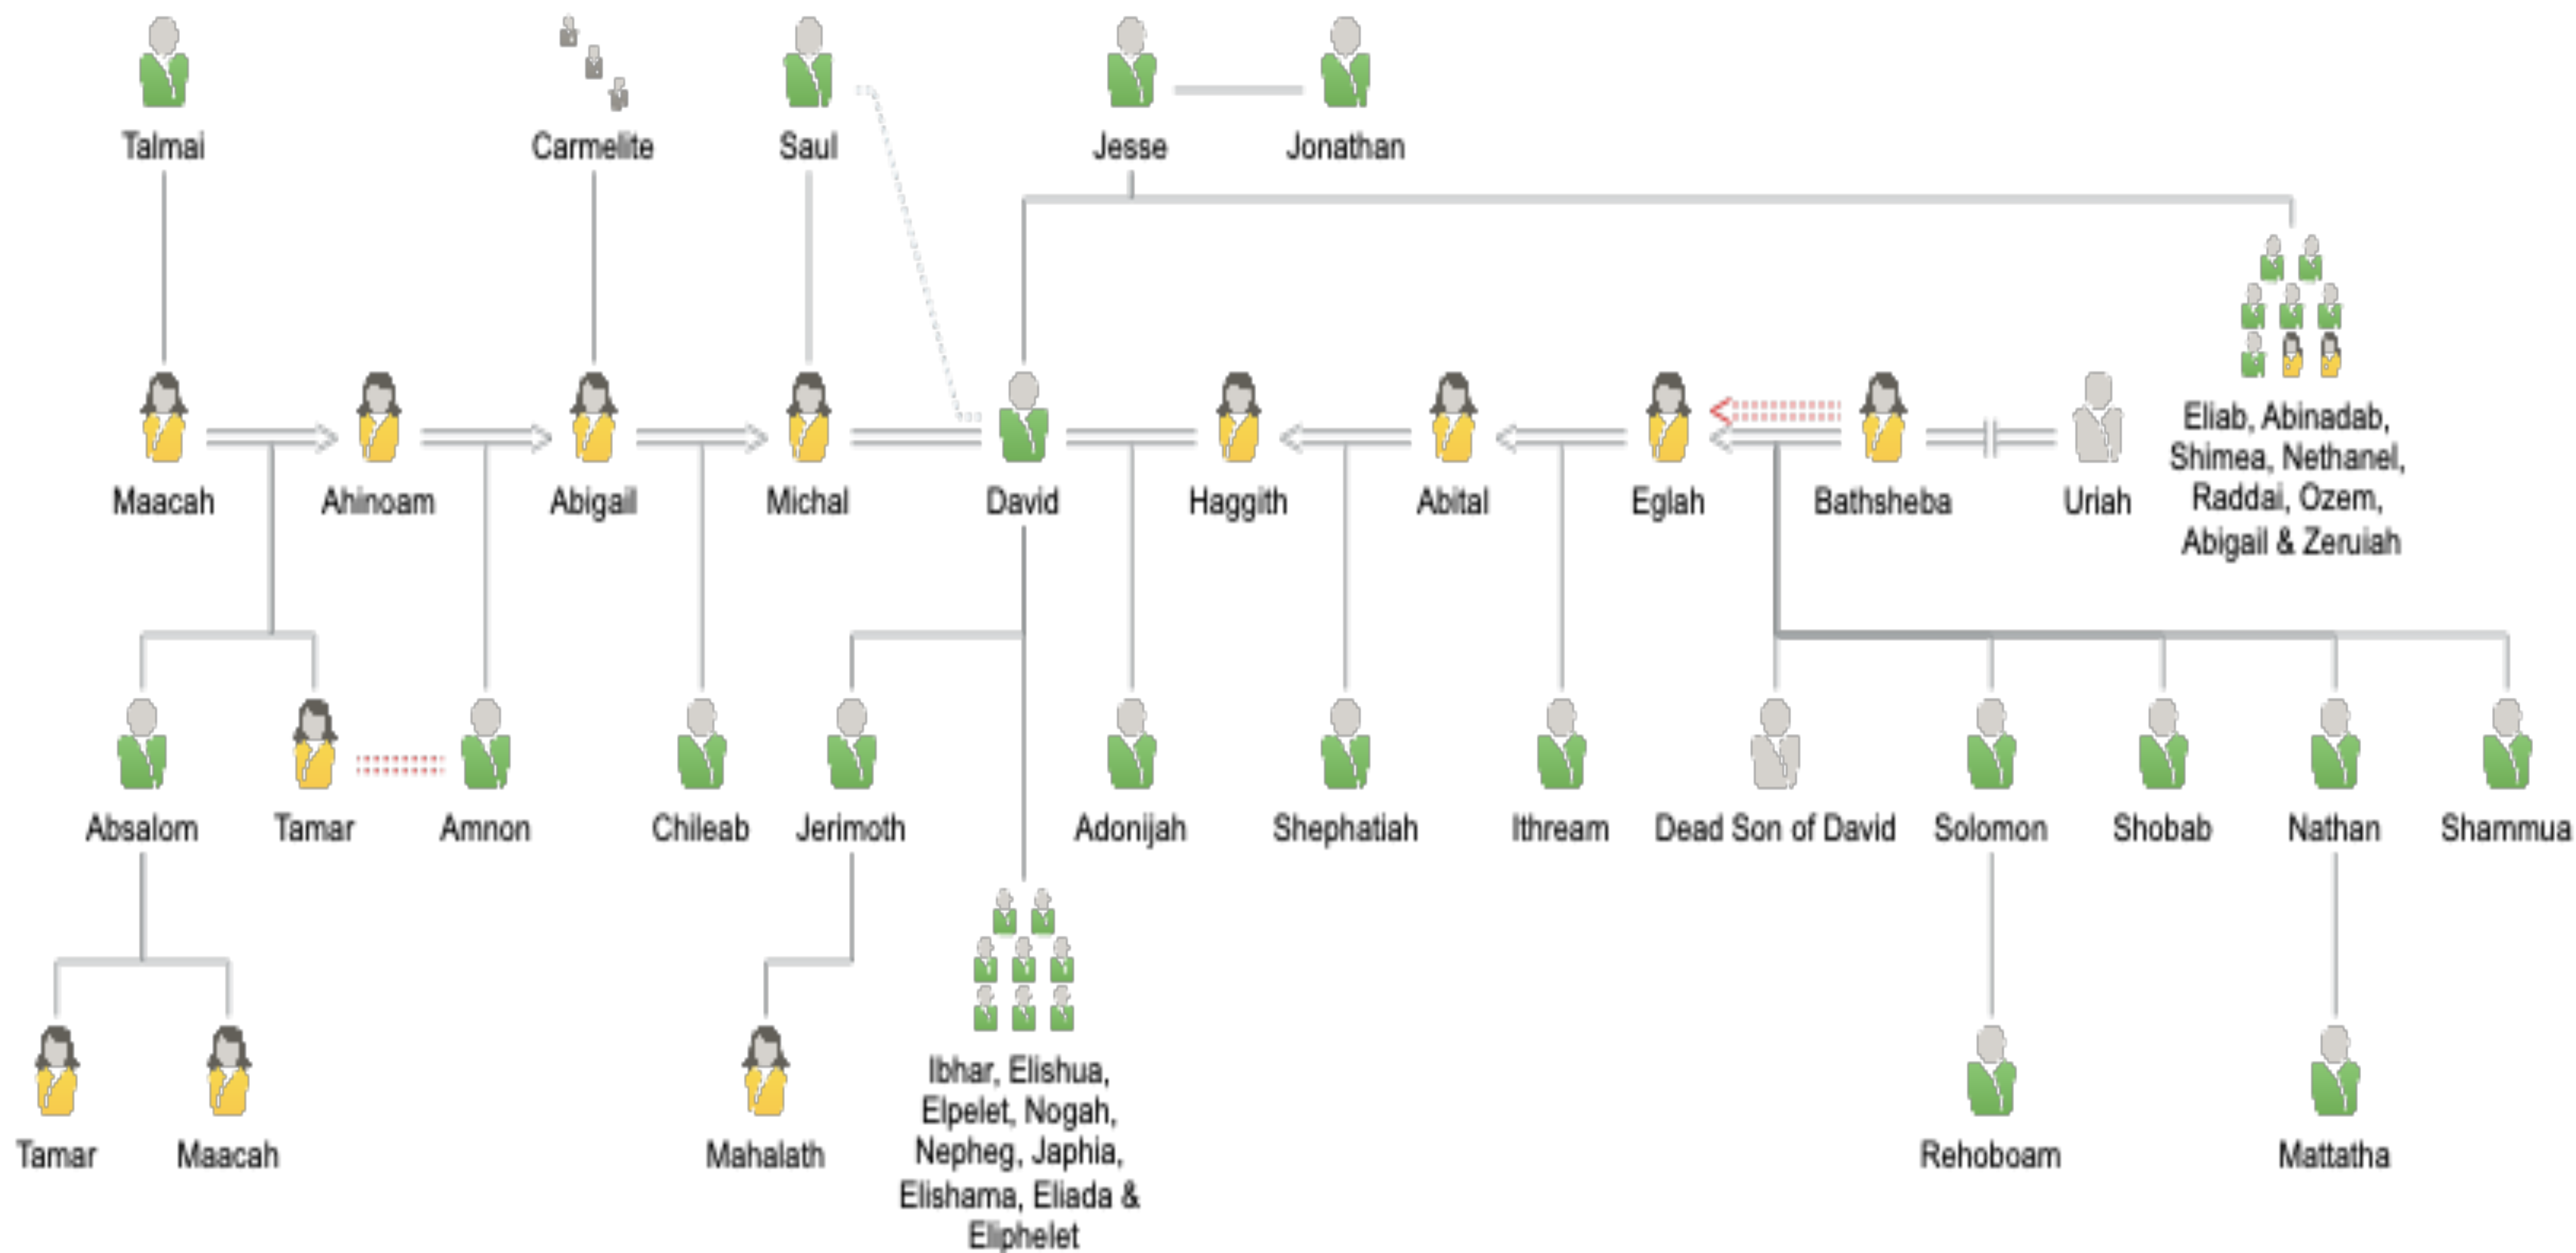 Talmai
Carmelite
Saul
Jesse
Jonathan
Maacah
Ahinoam
Abigail
Michal
David
Haggith
Abital
Eglah
Bathsheba
Uriah
Eliab, Abinadab,
Shimea, Nethanel,
Raddai, Ozem,
Abigail & Zeruiah
Absalom
Tamar
Amnon
Chileab
Jerimoth
Adonijah
Shephatiah
Ithream
Dead Son of David
Solomon
Shobab
Nathan
Shammua
Tamar
Maacah
Mahalath
Ibhar, Elishua,
Elpelet, Nogah,
Nepheg, Japhia,
Elishama, Eliada &
Eliphelet
Rehoboam
Mattatha